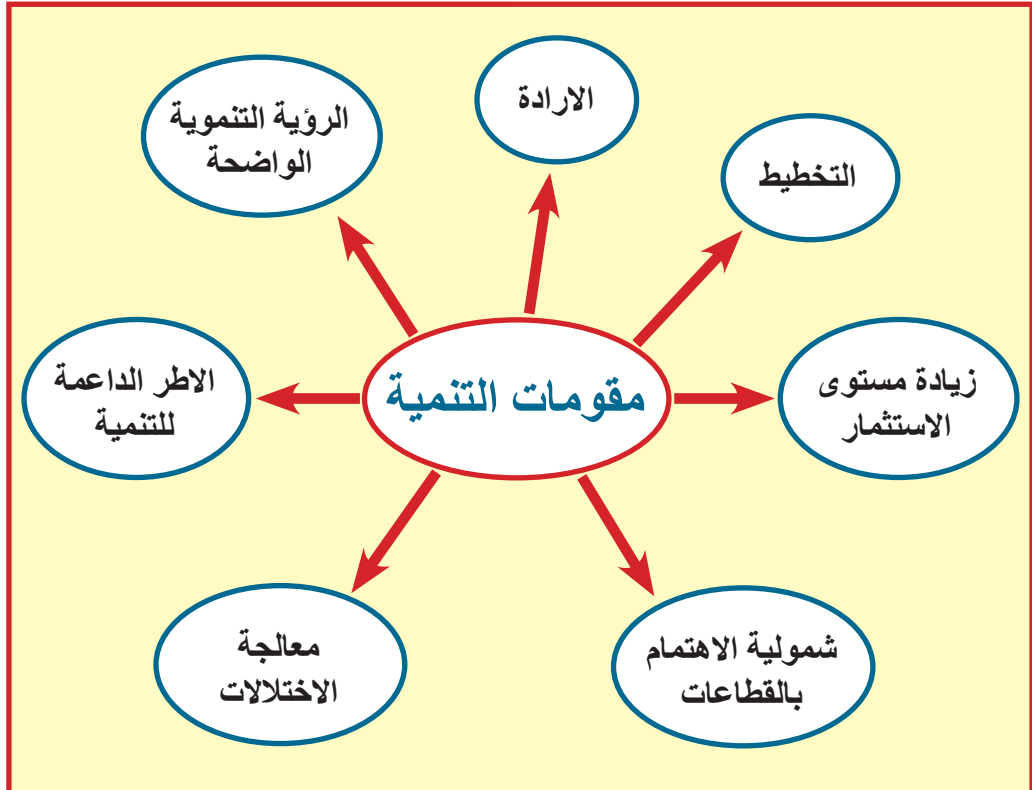 الارادة
الرؤية التنموية
الواضحة
التخطيط
مقومات التنمية
زيادة مستوى
الاستثمار
الاطر الداعمة
للتنمية
شمولية الاهتمام
بالقطاعات
معالجة
الاختلالات